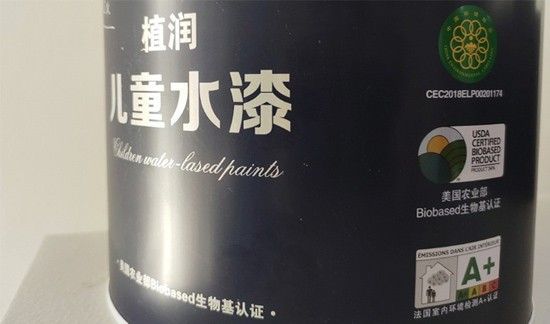 植润
儿童水漆
Children water-lased paints
·美国农业部Biobased生物基认证·
CEC2018ELP00201174
USDA
CERTIFIED
BIOBASED
PRODUCT
美国农业部
Biobased生物基认证
EMISSIONS DANS L'AIR INTÉRIEUR
A+
A+ A B C
法国室内环境检测A+认证